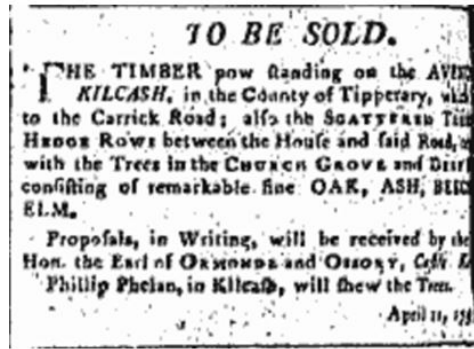 TO BE SOLD.
THE TIMBER now ſtanding on the
KILCASH, in the County of Tipperary,
to the Carrick Road; alſo the SCATTERED
HEDGE ROWS between the Houſe and ſaid Road,
with the Trees in the CHURCH GROVE and
conſiſting of remarkable fine OAK, ASH,
ELM.
Propoſals, in Writing, will be received by the
Hon. the Earl of ORMONDE and OSSORY,
Phillip Phelan, in Kilcaſh, will ſhew the Trees.
April 11,